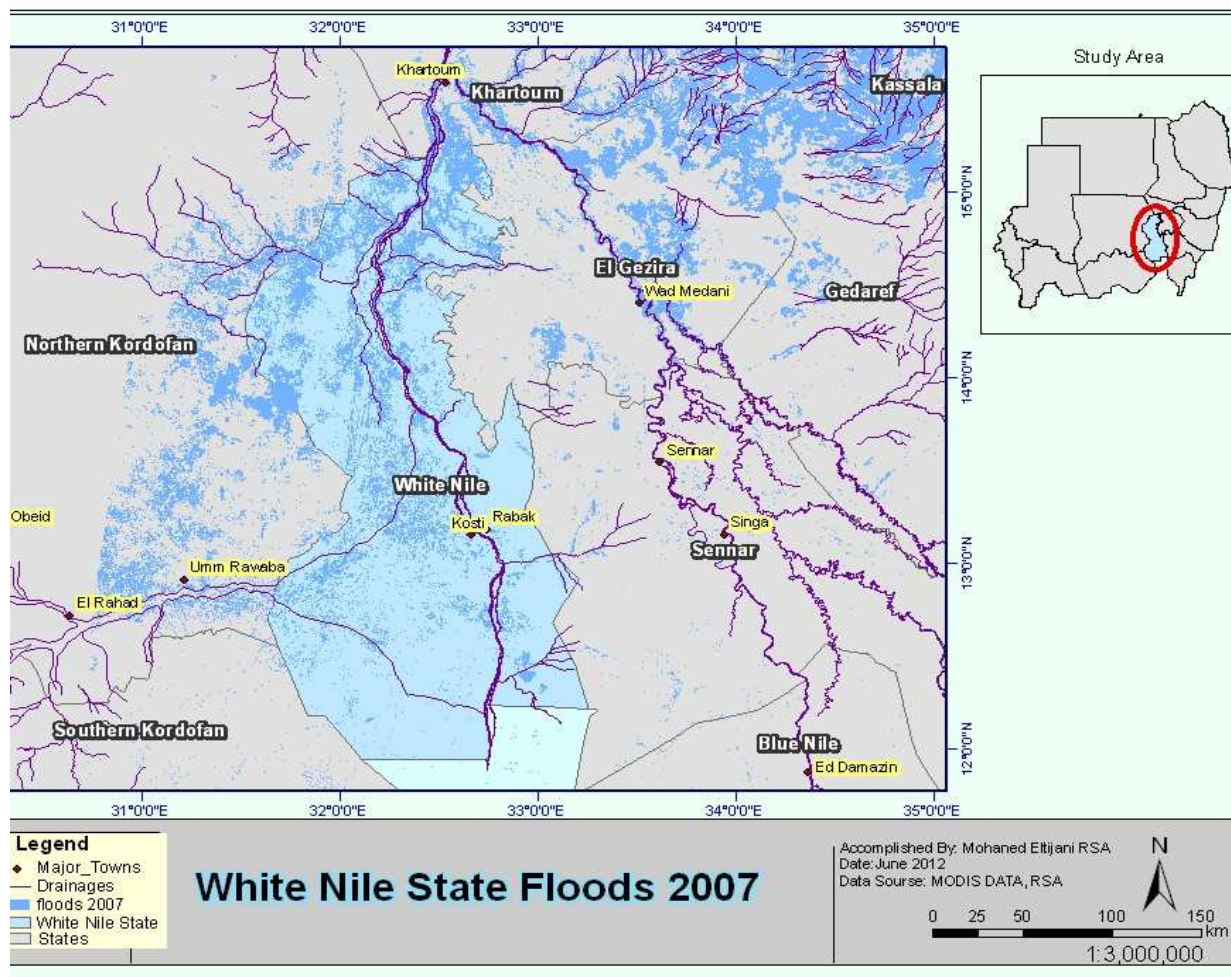 31°0'0"E 32°0'0"E 33°0'0"E 34°0'0"E 35°0'0"E
Study Area
Khartoum
Khartoum
Kassala
15°0'0"N
El Gezira
Wad Medani
Gedaref
Northern Kordofan
14°0'0"N
Sennar
White Nile
Obeid
Kosti
Rabak
Singa
Sennar
Umm Rawaba
13°0'0"N
El Rahad
Southern Kordofan
Blue Nile
12°0'0"N
Ed Damazin
31°0'0"E 32°0'0"E 33°0'0"E 34°0'0"E 35°0'0"E
Legend
Major_Towns
Drainages
floods 2007
White Nile State
States
White Nile State Floods 2007
Accomplished By: Mohaned Eltijani RSA
Date:June 2012
Data Sourse: MODIS DATA, RSA
N
0 25 50 100 150
km
1:3,000,000